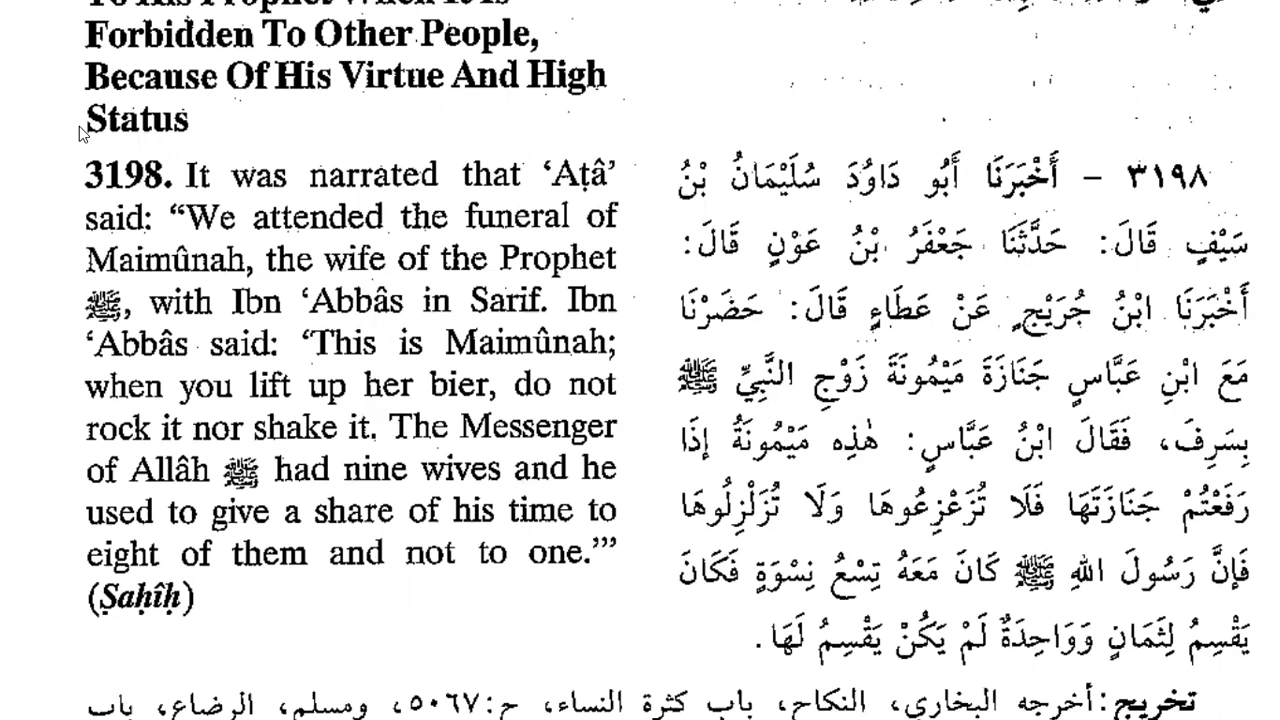 To His Prophet When It Is
Forbidden To Other People,
Because Of His Virtue And High
Status
3198. It was narrated that ‘Aṭâ’
said: “We attended the funeral of
Maimûnah, the wife of the Prophet
ﷺ, with Ibn ‘Abbâs in Sarif. Ibn
‘Abbâs said: ‘This is Maimûnah;
when you lift up her bier, do not
rock it nor shake it. The Messenger
of Allâh ﷺ had nine wives and he
used to give a share of his time to
eight of them and not to one.’”
(Ṣaḥîḥ)
٣١٩٨ - أَخْبَرَنَا أَبُو دَاوُدَ سُلَيْمَانُ بْنُ
سَيْفٍ قَالَ: حَدَّثَنَا جَعْفَرُ بْنُ عَوْنٍ قَالَ:
أَخْبَرَنَا ابْنُ جُرَيْجٍ عَنْ عَطَاءٍ قَالَ: حَضَرْنَا
مَعَ ابْنِ عَبَّاسٍ جَنَازَةَ مَيْمُونَةَ زَوْجِ النَّبِيِّ ﷺ
بِسَرِفَ، فَقَالَ ابْنُ عَبَّاسٍ: هٰذِه مَيْمُونَةُ إِذَا
رَفَعْتُمْ جَنَازَتَهَا فَلَا تُزَعْزِعُوهَا وَلَا تُزَلْزِلُوهَا
فَإِنَّ رَسُولَ اللهِ ﷺ كَانَ مَعَهُ تِسْعُ نِسْوَةٍ فَكَانَ
يَقْسِمُ لِثَمَانٍ وَوَاحِدَةٌ لَمْ يَكُنْ يَقْسِمُ لَهَا.
تخريج: أخرجه البخاري، النكاح، باب كثرة النساء، ح: ٥٠٦٧، ومسلم، الرضاع، باب